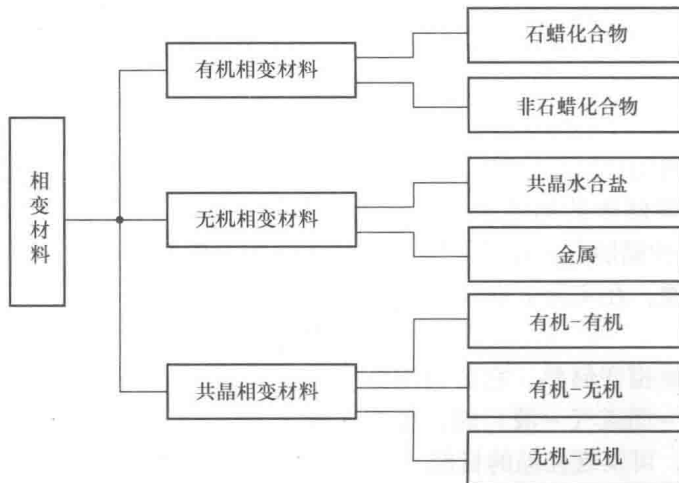 相变材料
有机相变材料
石蜡化合物
非石蜡化合物
无机相变材料
共晶水合盐
金属
共晶相变材料
有机-有机
有机-无机
无机-无机